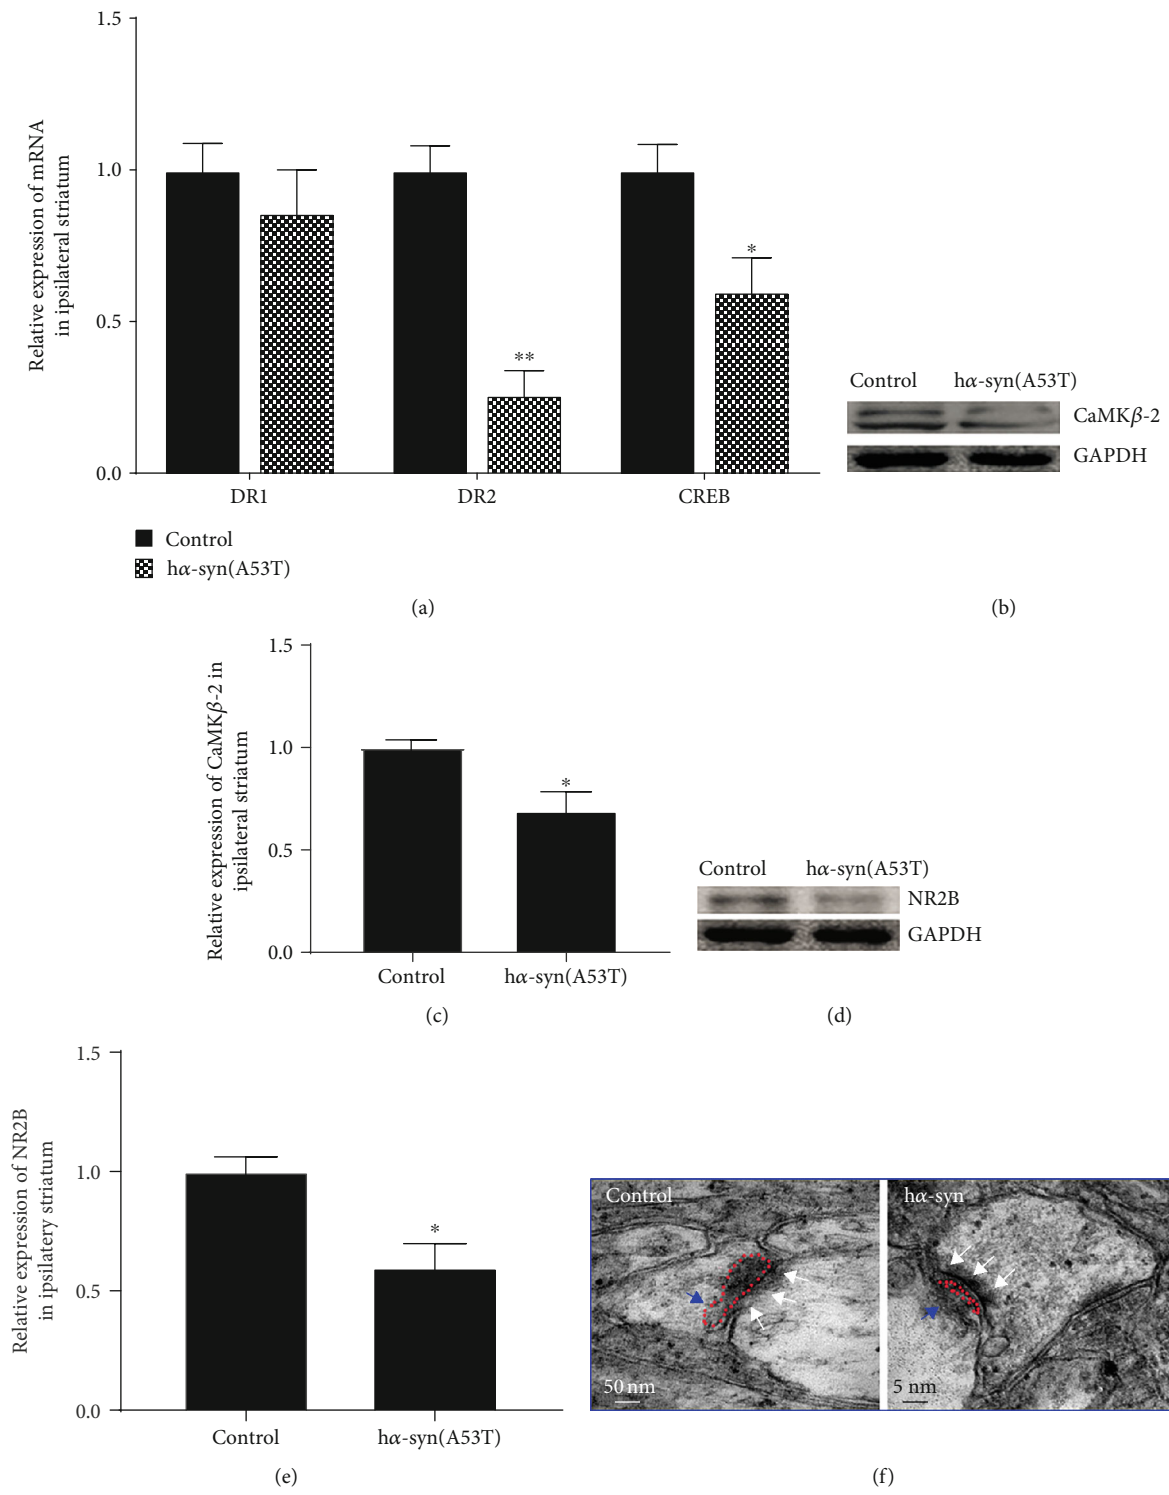 1.5
1.0
0.5
0.0
Relative expression of mRNA
in ipsilateral striatum
**
*
DR1 DR2 CREB
Control
hα-syn(A53T)
(a)
Control hα-syn(A53T)
CaMKβ-2
GAPDH
(b)
1.5
1.0
0.5
0.0
Relative expression of CaMKβ-2 in
ipsilateral striatum
*
Control hα-syn(A53T)
(c)
Control hα-syn(A53T)
NR2B
GAPDH
(d)
1.5
1.0
0.5
0.0
Relative expression of NR2B
in ipsilatery striatum
*
Control hα-syn(A53T)
(e)
Control
50 nm
hα-syn
5 nm
(f)